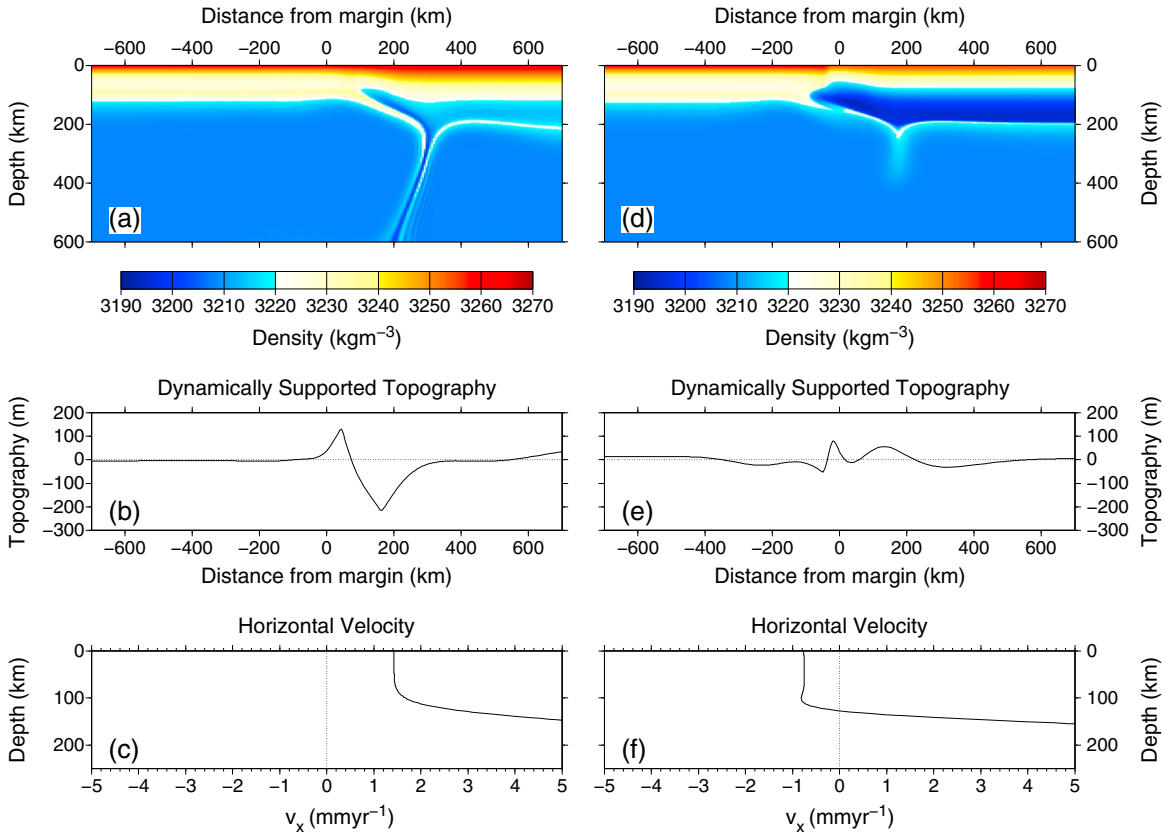 Distance from margin (km)
−600 −400 −200 0 200 400 600
0
200
400
600
Depth (km)
(a)
3190 3200 3210 3220 3230 3240 3250 3260 3270
Density (kgm⁻³)
Dynamically Supported Topography
200
100
0
−100
−200
−300
Topography (m)
(b)
−600 −400 −200 0 200 400 600
Distance from margin (km)
Horizontal Velocity
0
100
200
Depth (km)
(c)
−5 −4 −3 −2 −1 0 1 2 3 4 5
v_x (mmyr⁻¹)
Distance from margin (km)
−600 −400 −200 0 200 400 600
0
200
400
600
Depth (km)
(d)
3190 3200 3210 3220 3230 3240 3250 3260 3270
Density (kgm⁻³)
Dynamically Supported Topography
200
100
0
−100
−200
−300
Topography (m)
(e)
−600 −400 −200 0 200 400 600
Distance from margin (km)
Horizontal Velocity
0
100
200
Depth (km)
(f)
−5 −4 −3 −2 −1 0 1 2 3 4 5
v_x (mmyr⁻¹)